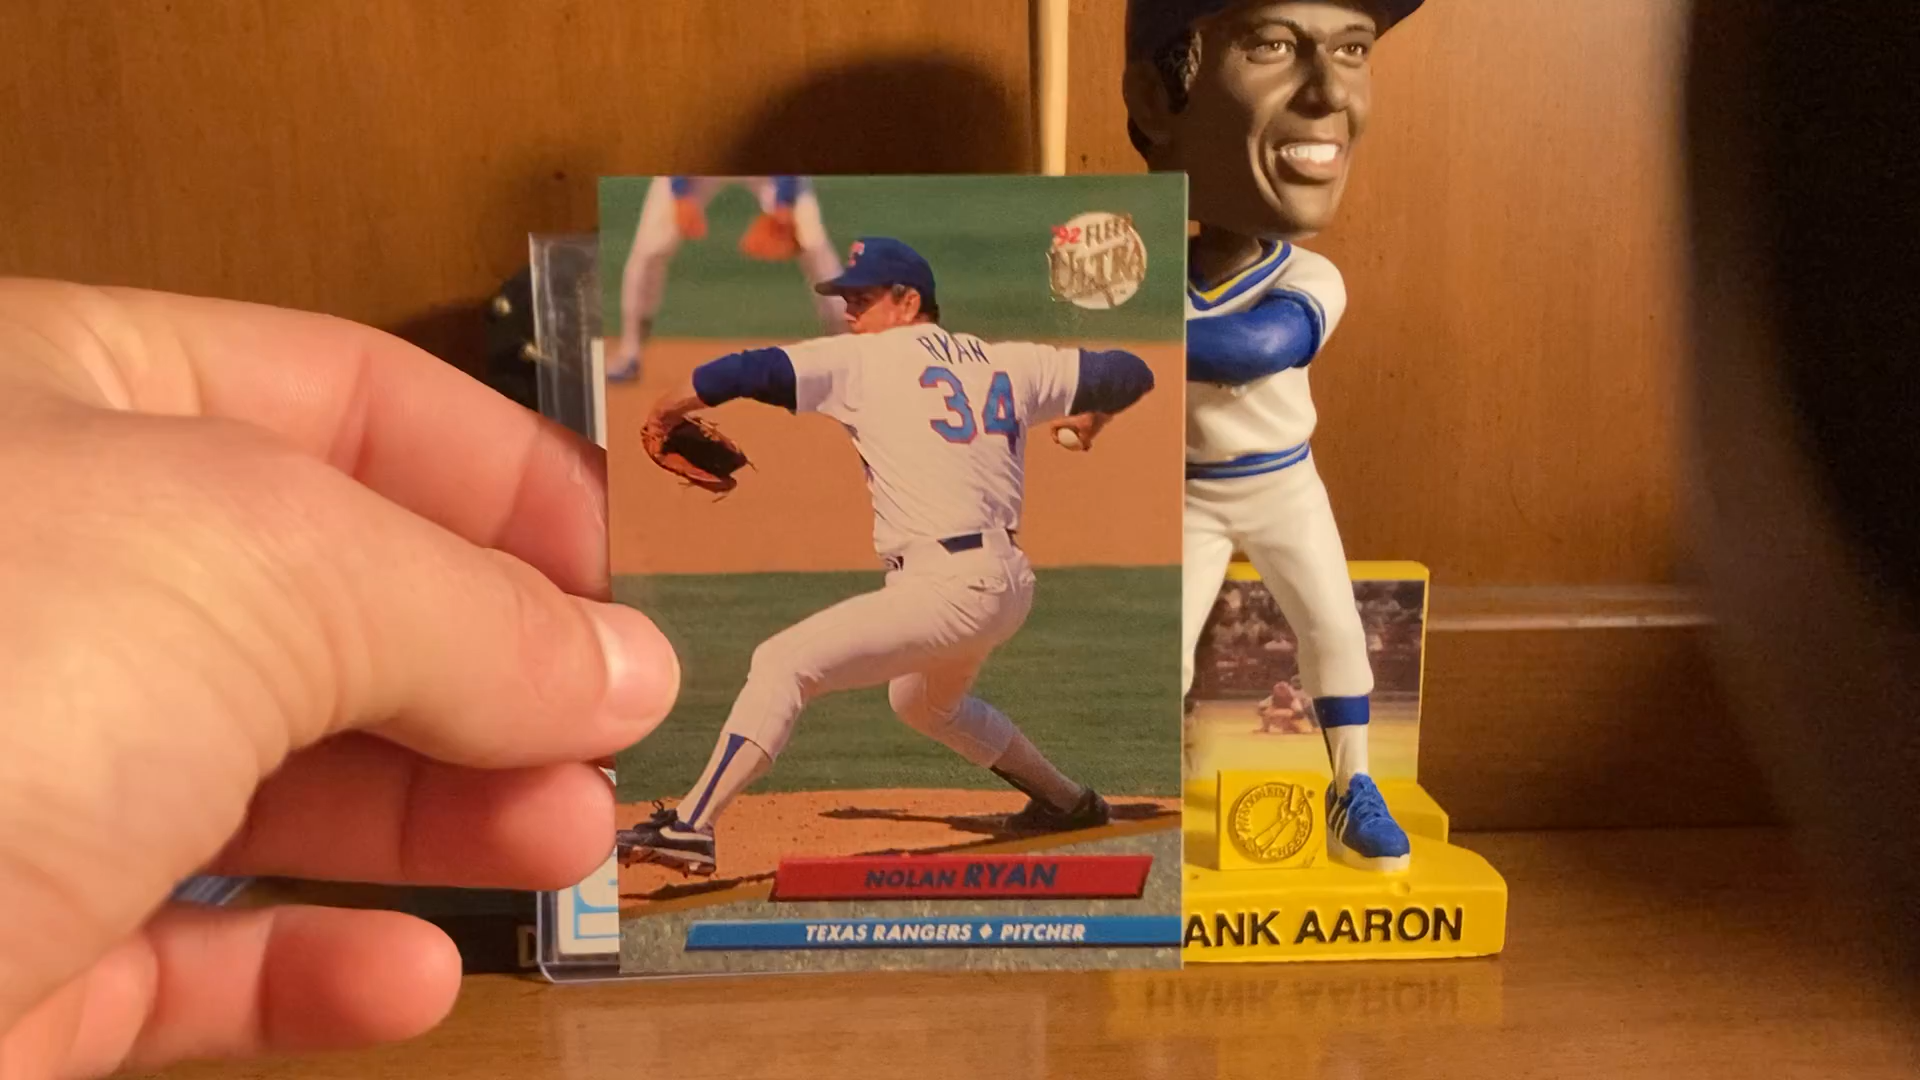 '92 FLEER
ULTRA
RYAN
34
NOLAN RYAN
TEXAS RANGERS ♦ PITCHER
ANK AARON